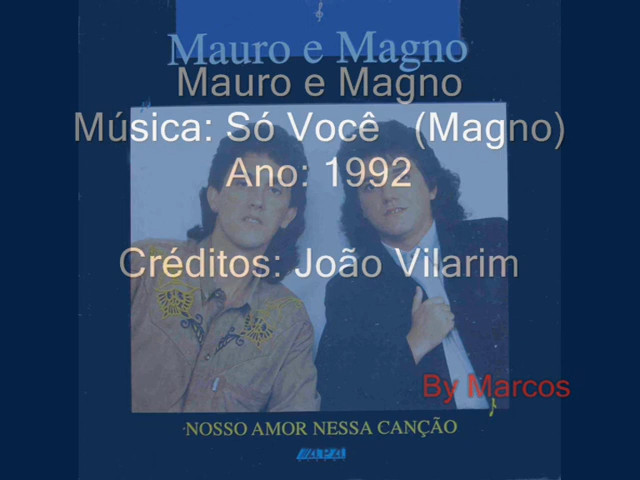 Mauro e Magno
Mauro e Magno
Música: Só Você (Magno)
Ano: 1992
Créditos: João Vilarim
By Marcos
NOSSO AMOR NESSA CANÇÃO